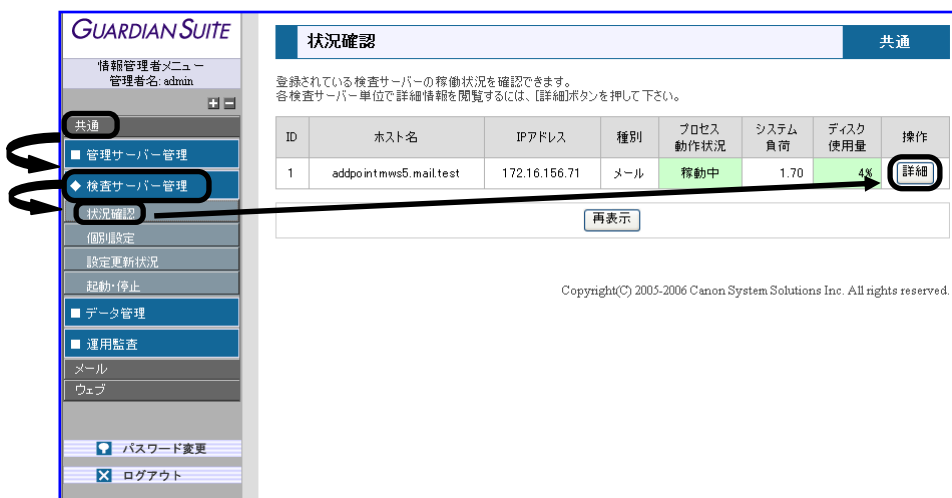 GUARDIAN SUITE
情報管理者メニュー
管理者名: admin
共通
管理サーバー管理
検査サーバー管理
状況確認
個別設定
設定更新状況
起動・停止
データ管理
運用監査
メール
ウェブ
パスワード変更
ログアウト
状況確認 共通
登録されている検査サーバーの稼働状況を確認できます。
各検査サーバー単位で詳細情報を閲覧するには、[詳細]ボタンを押して下さい。
ID ホスト名 IPアドレス 種別 プロセス動作状況 システム負荷 ディスク使用量 操作
1 addpointmws5.mail.test 172.16.156.71 メール 稼働中 1.70 4% 詳細
再表示
Copyright(C) 2005-2006 Canon System Solutions Inc. All rights reserved.